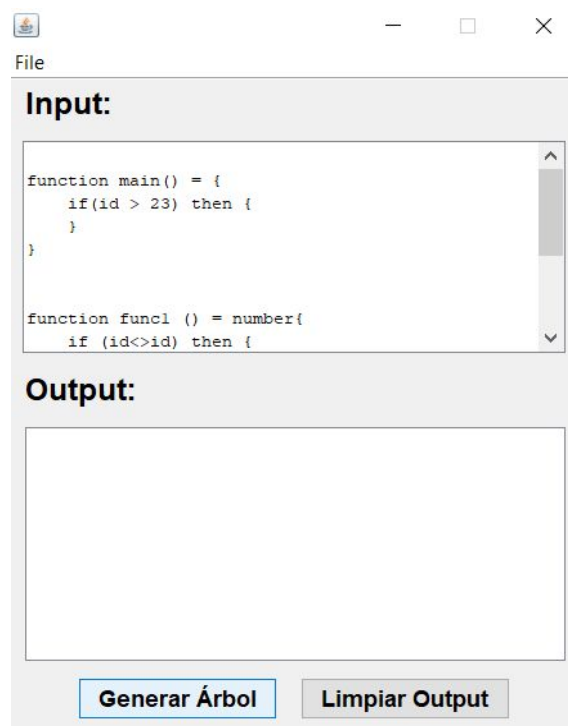 File
Input:
function main() = {
    if(id > 23) then {
    }
}
function func1 () = number{
    if (id<>id) then {
Output:
Generar Árbol Limpiar Output